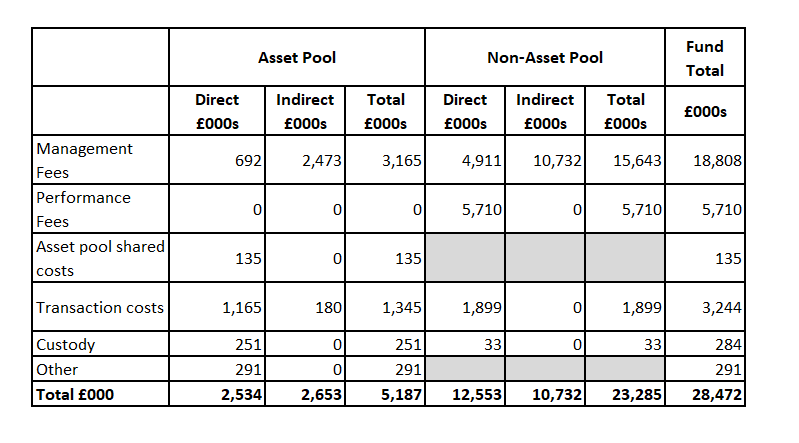 Asset Pool Non-Asset Pool Fund Total
Direct £000s Indirect £000s Total £000s Direct £000s Indirect £000s Total £000s £000s
Management Fees 692 2,473 3,165 4,911 10,732 15,643 18,808
Performance Fees 0 0 0 5,710 0 5,710 5,710
Asset pool shared costs 135 0 135 135
Transaction costs 1,165 180 1,345 1,899 0 1,899 3,244
Custody 251 0 251 33 0 33 284
Other 291 0 291 291
Total £000 2,534 2,653 5,187 12,553 10,732 23,285 28,472